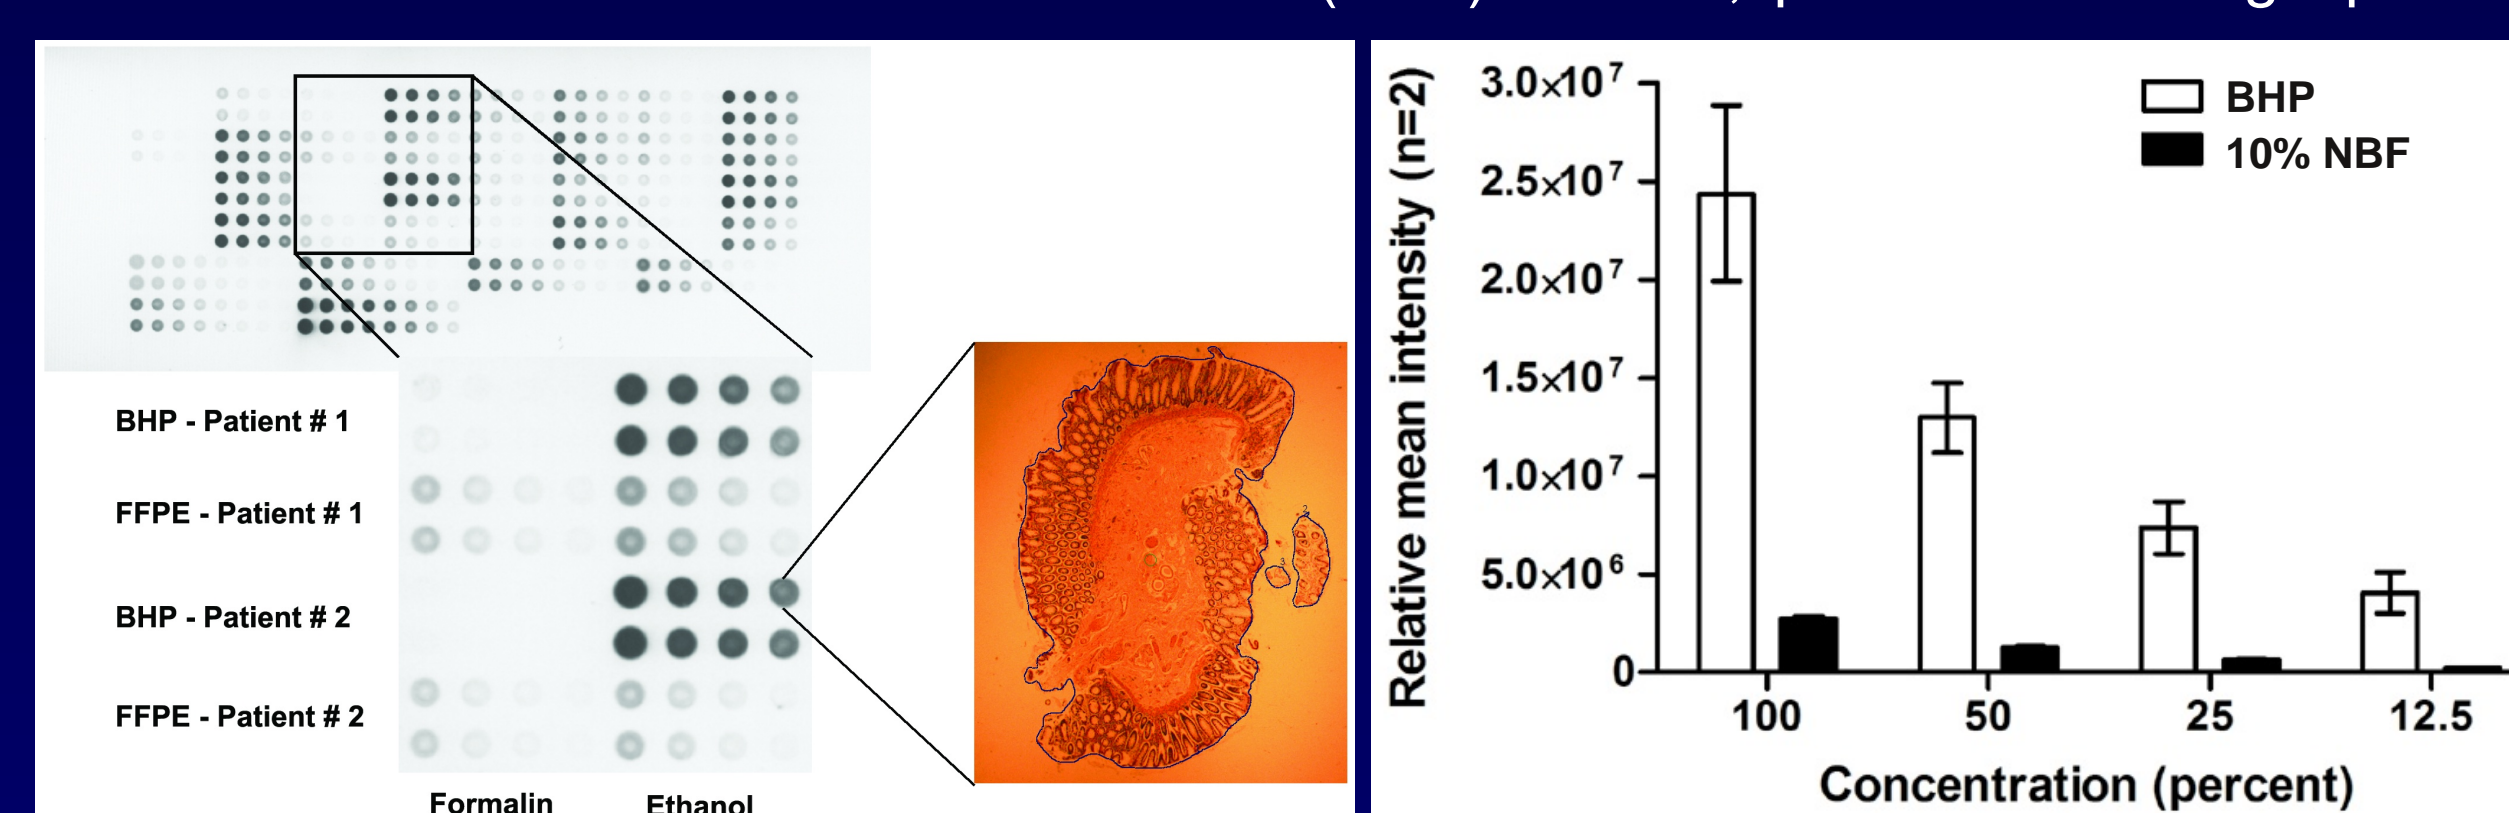 BHP - Patient # 1
FFPE - Patient # 1
BHP - Patient # 2
FFPE - Patient # 2
Formalin
Ethanol
Relative mean intensity (n=2)
3.0×10⁷
2.5×10⁷
2.0×10⁷
1.5×10⁷
1.0×10⁷
5.0×10⁶
0
BHP
10% NBF
100
50
25
12.5
Concentration (percent)